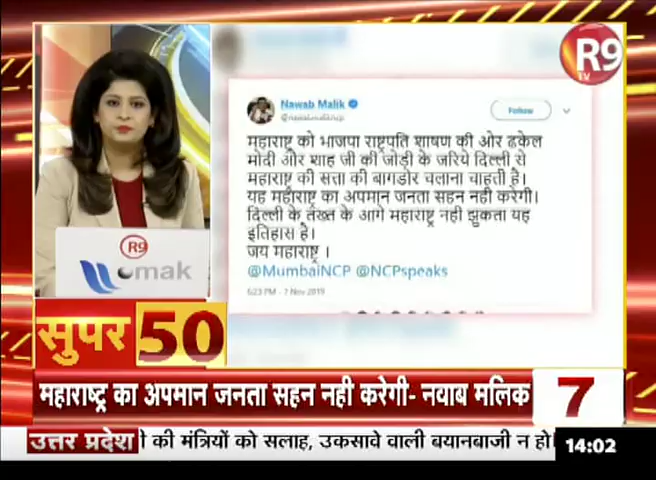 R9
TV
Nawab Malik
@nawabmalikncp
Follow
महाराष्ट्र को भाजपा राष्ट्रपति शाषण की ओर ढकेल
मोदी और शाह जी की जोडी के जरिये दिल्ली से
महाराष्ट्र की सत्ता की बागडोर चलाना चाहती है।
यह महाराष्ट्र का अपमान जनता सहन नही करेगी।
दिल्ली के तख्त के आगे महाराष्ट्र नही झुकता यह
इतिहास है।
जय महाराष्ट्र ।
@MumbaiNCP @NCPspeaks
6:23 PM - 7 Nov 2019
R9
omak
सुपर 50
महाराष्ट्र का अपमान जनता सहन नही करेगी- नवाब मलिक
7
उत्तर प्रदेश
की मंत्रियों को सलाह, उकसावे वाली बयानबाजी न हो
14:02